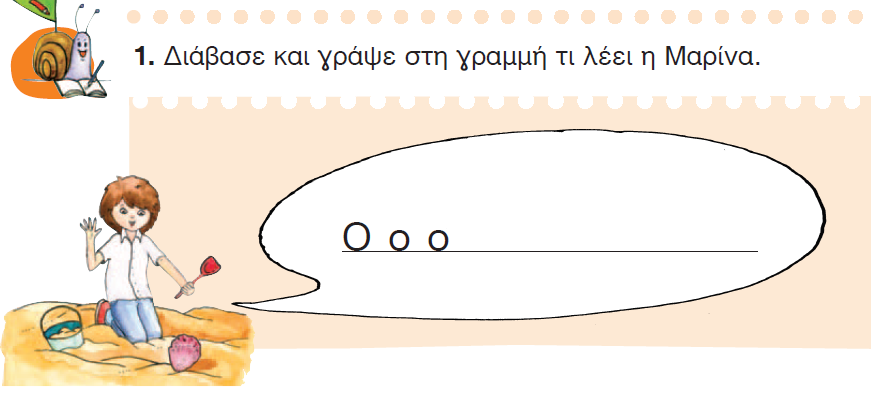 1. Διάβασε και γράψε στη γραμμή τι λέει η Μαρίνα.
Ο ο ο